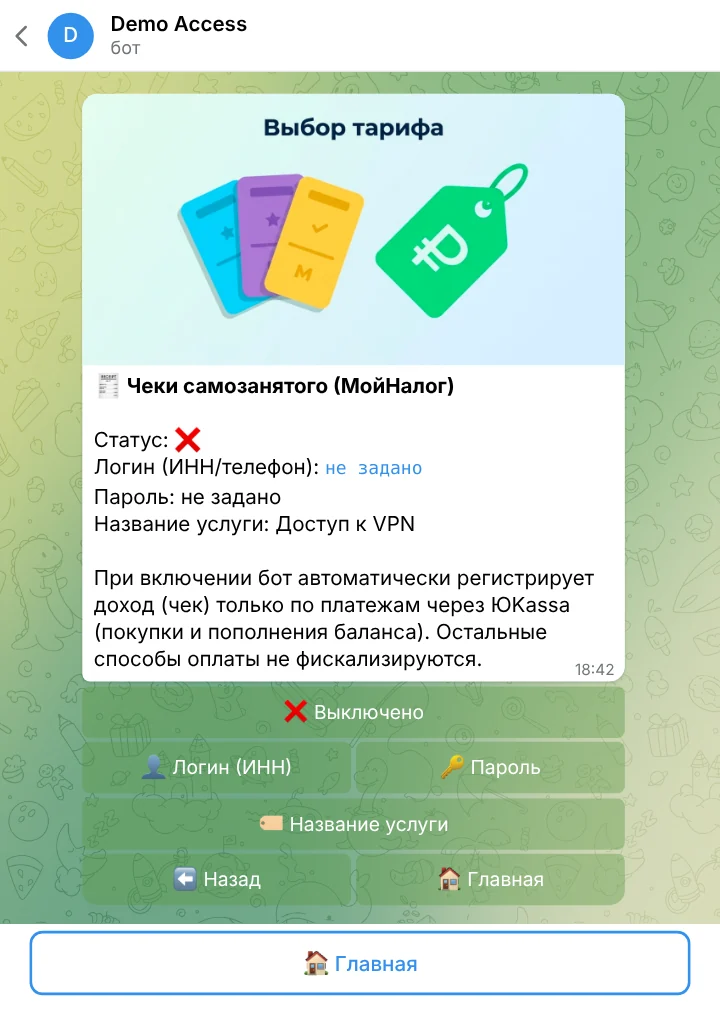 D
Demo Access
бот
Выбор тарифа
М
🧾 Чеки самозанятого (МойНалог)
Статус: ❌
Логин (ИНН/телефон): не задано
Пароль: не задано
Название услуги: Доступ к VPN
При включении бот автоматически регистрирует
доход (чек) только по платежам через ЮKassa
(покупки и пополнения баланса). Остальные
способы оплаты не фискализируются.
18:42
❌ Выключено
👤 Логин (ИНН)
🔑 Пароль
🏷️ Название услуги
⬅️ Назад
🏠 Главная
🏠 Главная